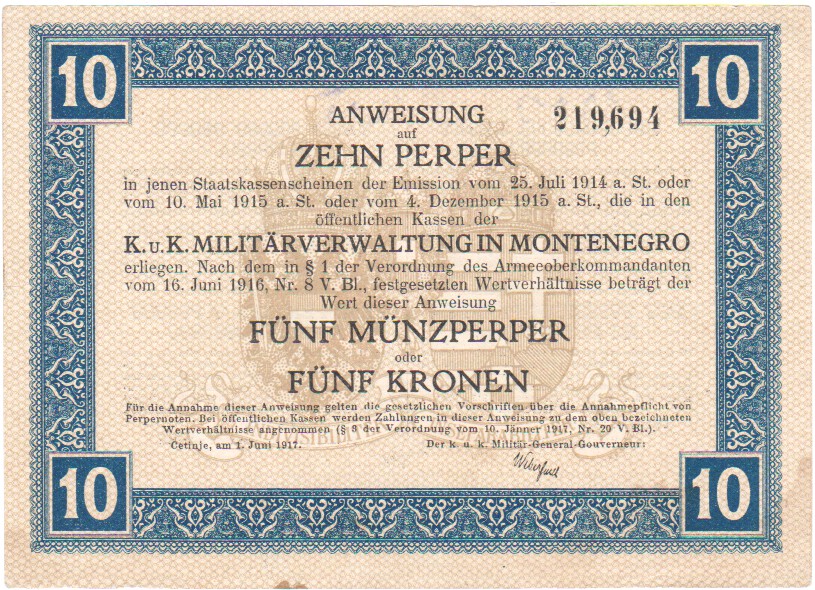 10
10
ANWEISUNG
219,694
auf
ZEHN PERPER
in jenen Staatskassenscheinen der Emission vom 25. Juli 1914 a. St. oder
vom 10. Mai 1915 a. St. oder vom 4. Dezember 1915 a. St., die in den
öffentlichen Kassen der
K. u. K. MILITÄRVERWALTUNG IN MONTENEGRO
erliegen. Nach dem in § 1 der Verordnung des Armeeoberkommandanten
vom 16. Juni 1916, Nr. 8 V. Bl., festgesetzten Wertverhältnisse beträgt der
Wert dieser Anweisung
FÜNF MÜNZPERPER
oder
FÜNF KRONEN
Für die Annahme dieser Anweisung gelten die gesetzlichen Vorschriften über die Annahmepflicht von
Perpernoten. Bei öffentlichen Kassen werden Zahlungen in dieser Anweisung zu dem oben bezeichneten
Wertverhältnisse angenommen (§ 3 der Verordnung vom 10. Jänner 1917, Nr. 29 V. Bl.).
Cetinje, am 1. Juni 1917. Der k. u. k. Militär-General-Gouverneur:
10
10